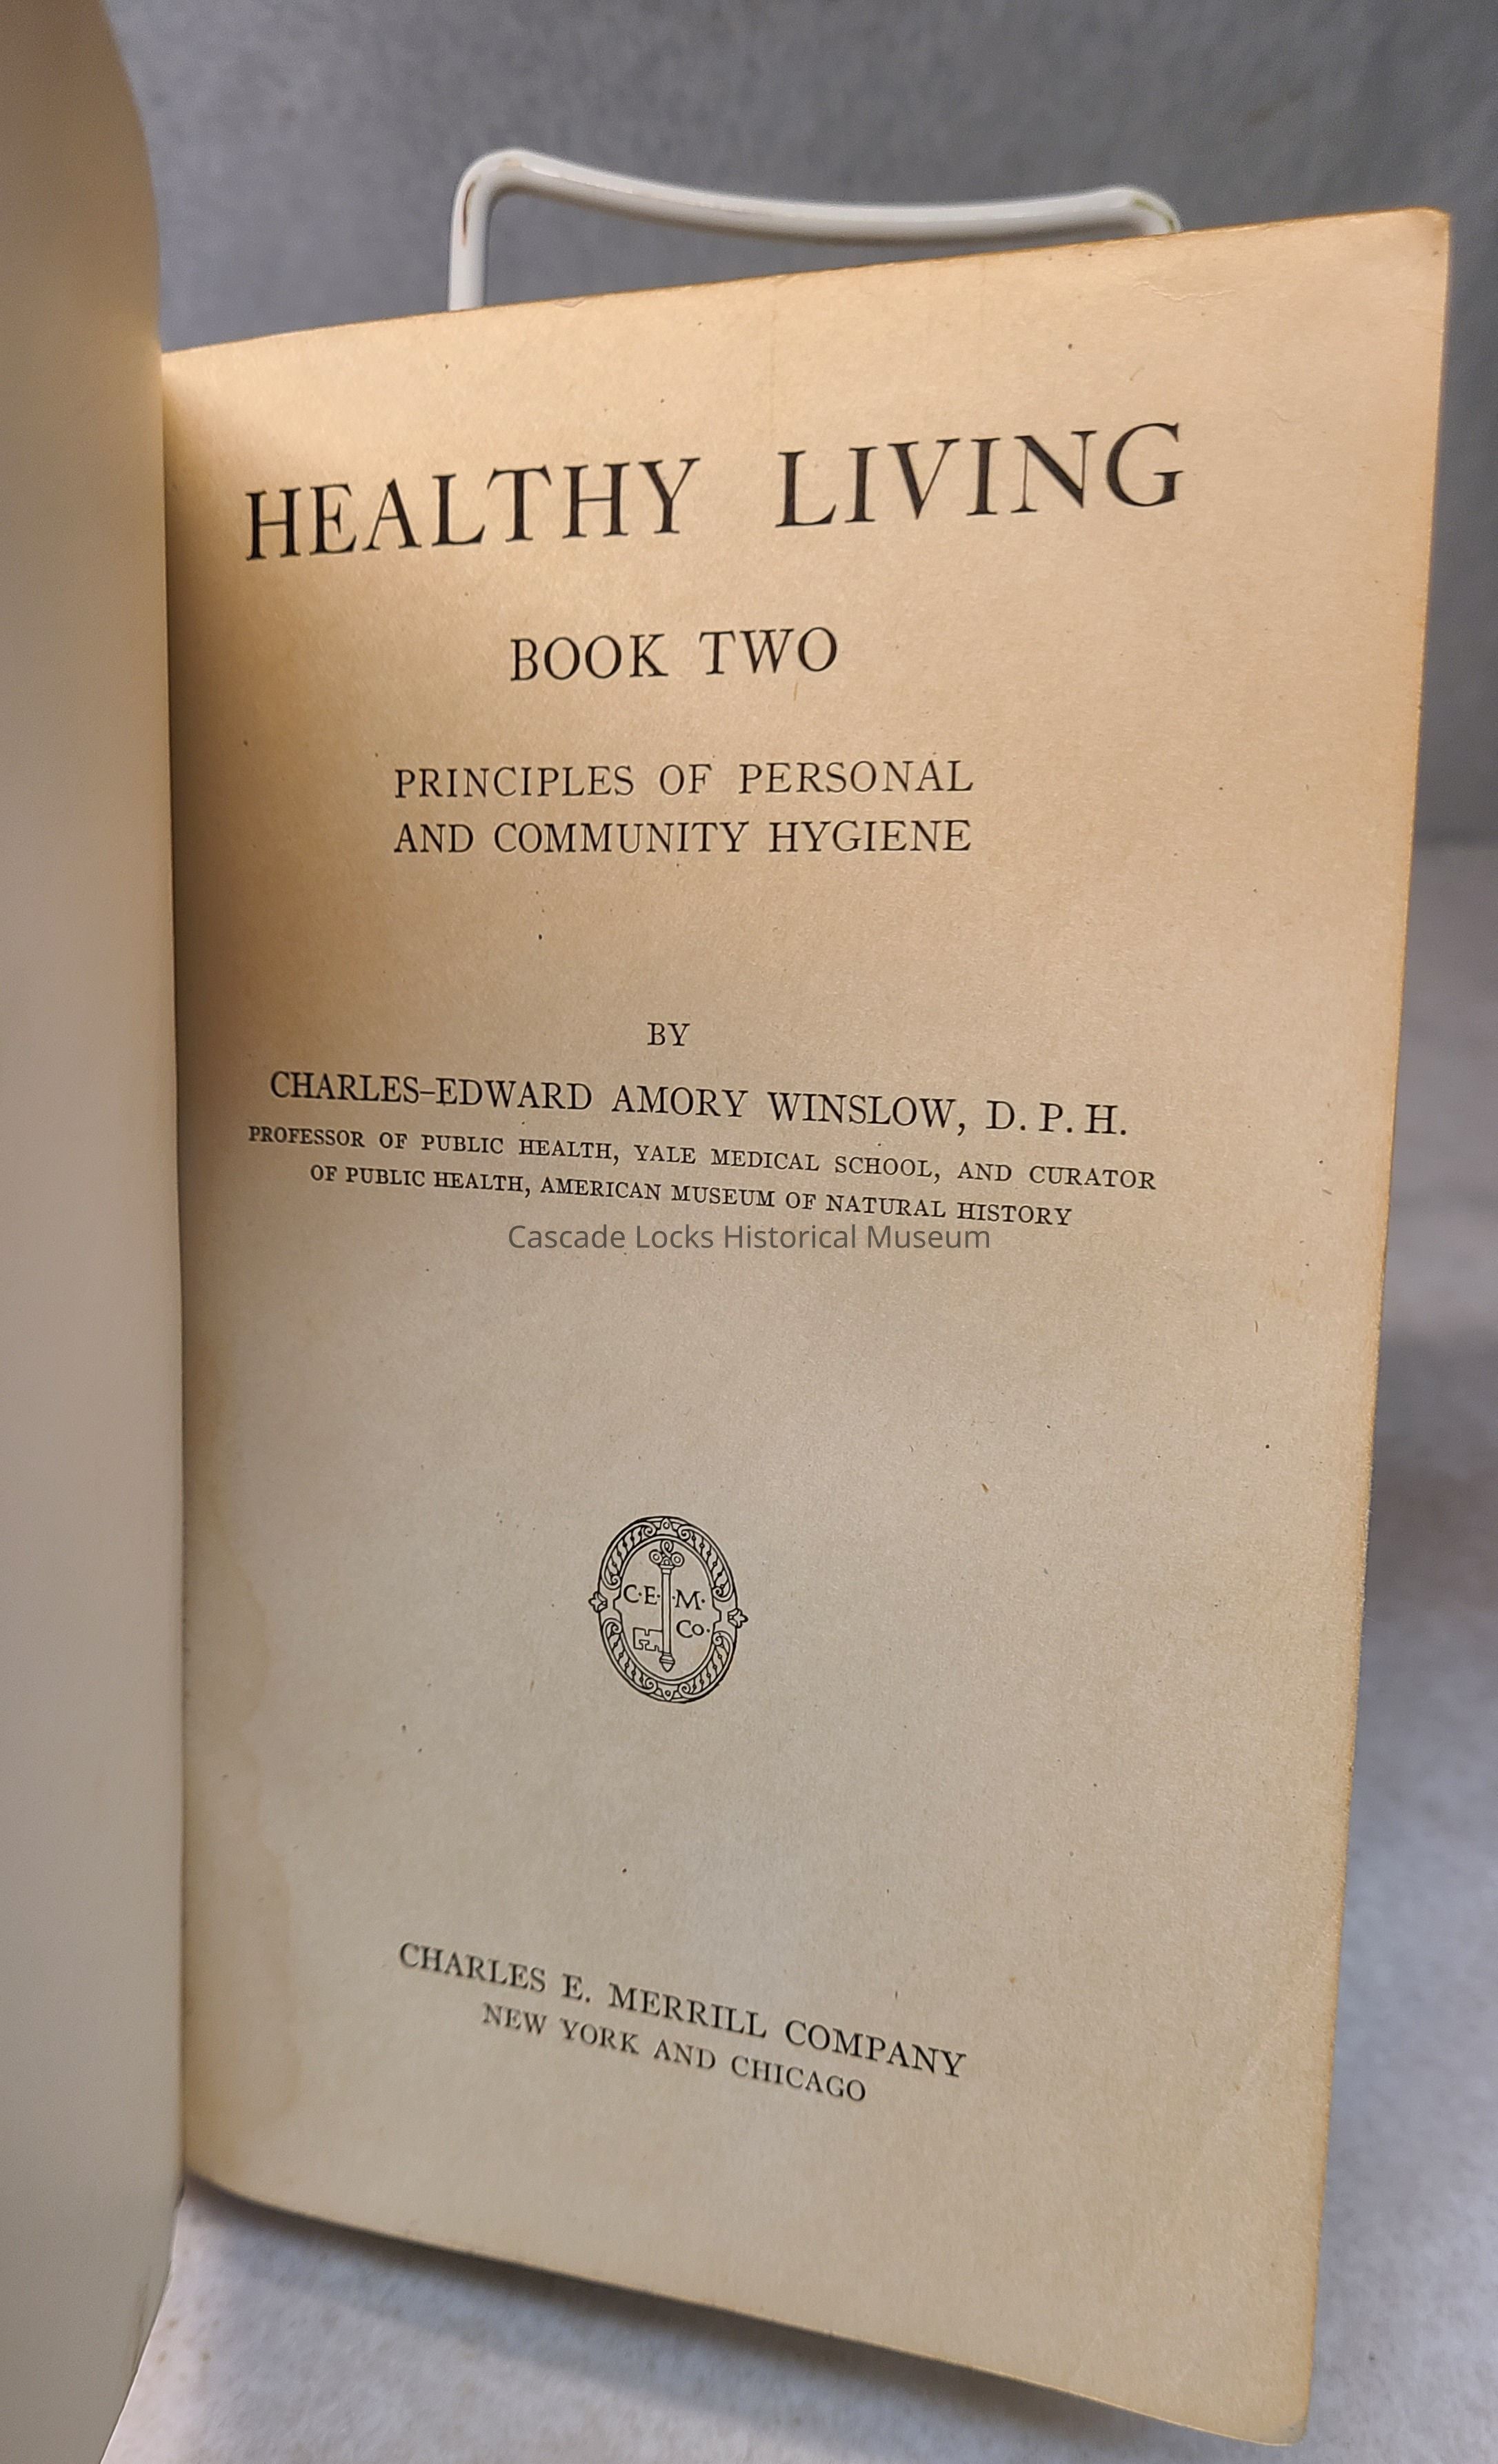 HEALTHY LIVING
BOOK TWO
PRINCIPLES OF PERSONAL
AND COMMUNITY HYGIENE
BY
CHARLES–EDWARD AMORY WINSLOW, D. P. H.
PROFESSOR OF PUBLIC HEALTH, YALE MEDICAL SCHOOL, AND CURATOR
OF PUBLIC HEALTH, AMERICAN MUSEUM OF NATURAL HISTORY
Cascade Locks Historical Museum
C·E·M·
Co·
CHARLES E. MERRILL COMPANY
NEW YORK AND CHICAGO